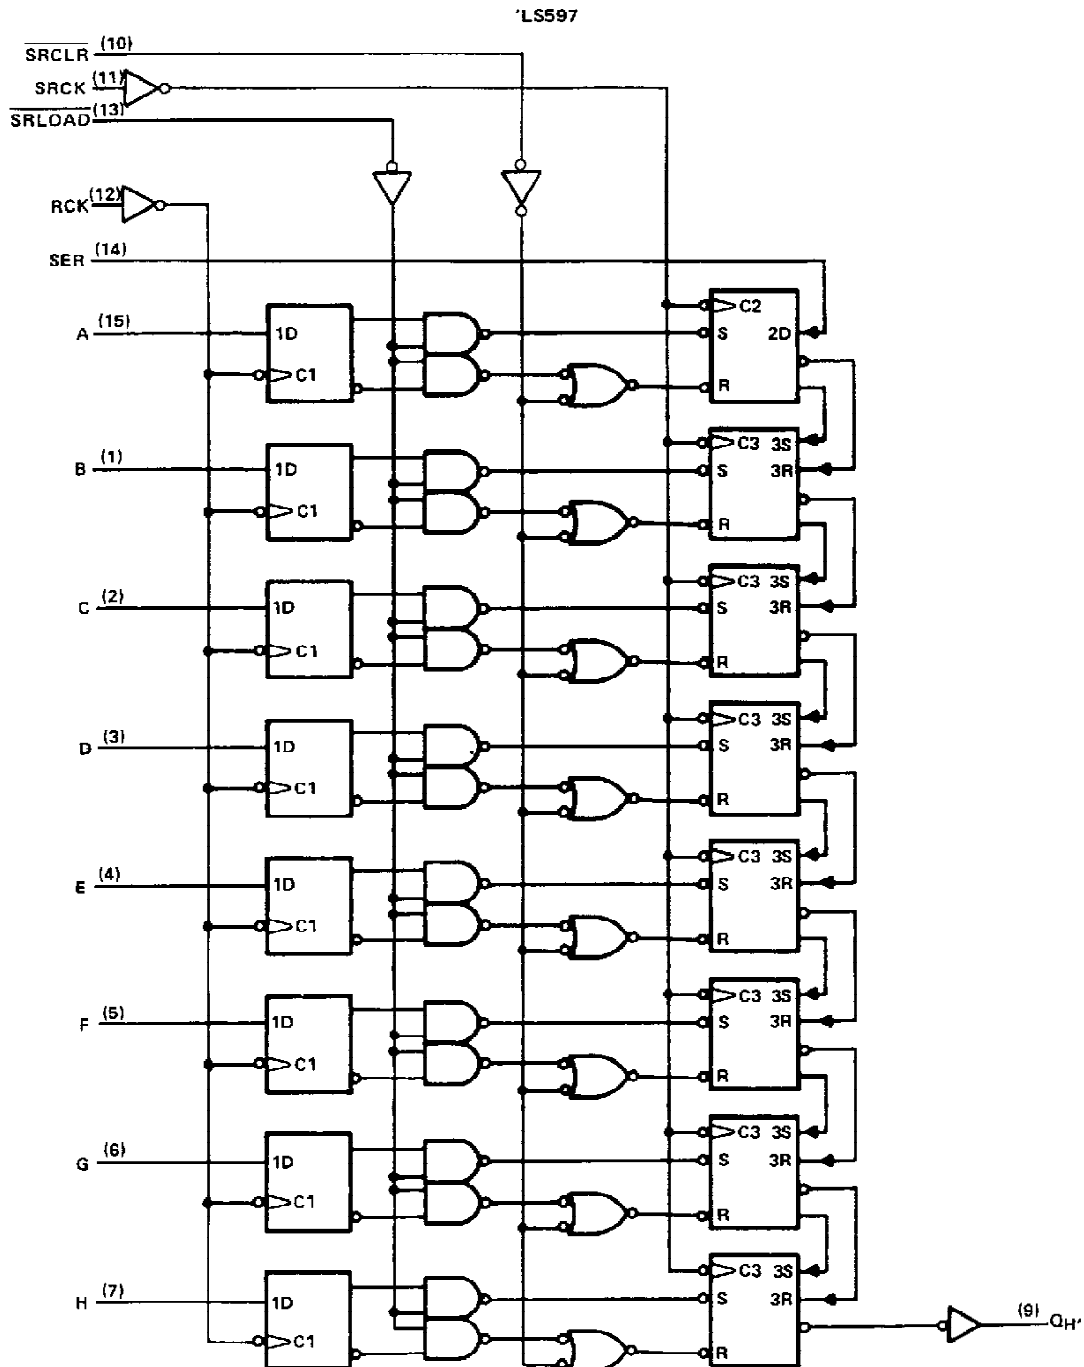 'LS597
SRCLR (10)
SRCK (11)
SRLOAD (13)
RCK (12)
SER (14)
C2
A (15) 1D S 2D
C1 R
C3 3S
B (1) 1D S 3R
C1 R
C3 3S
C (2) 1D S 3R
C1 R
C3 3S
D (3) 1D S 3R
C1 R
C3 3S
E (4) 1D S 3R
C1 R
C3 3S
F (5) 1D S 3R
C1 R
C3 3S
G (6) 1D S 3R
C1 R
C3 3S
H (7) 1D S 3R
(9) QH'
C1 R